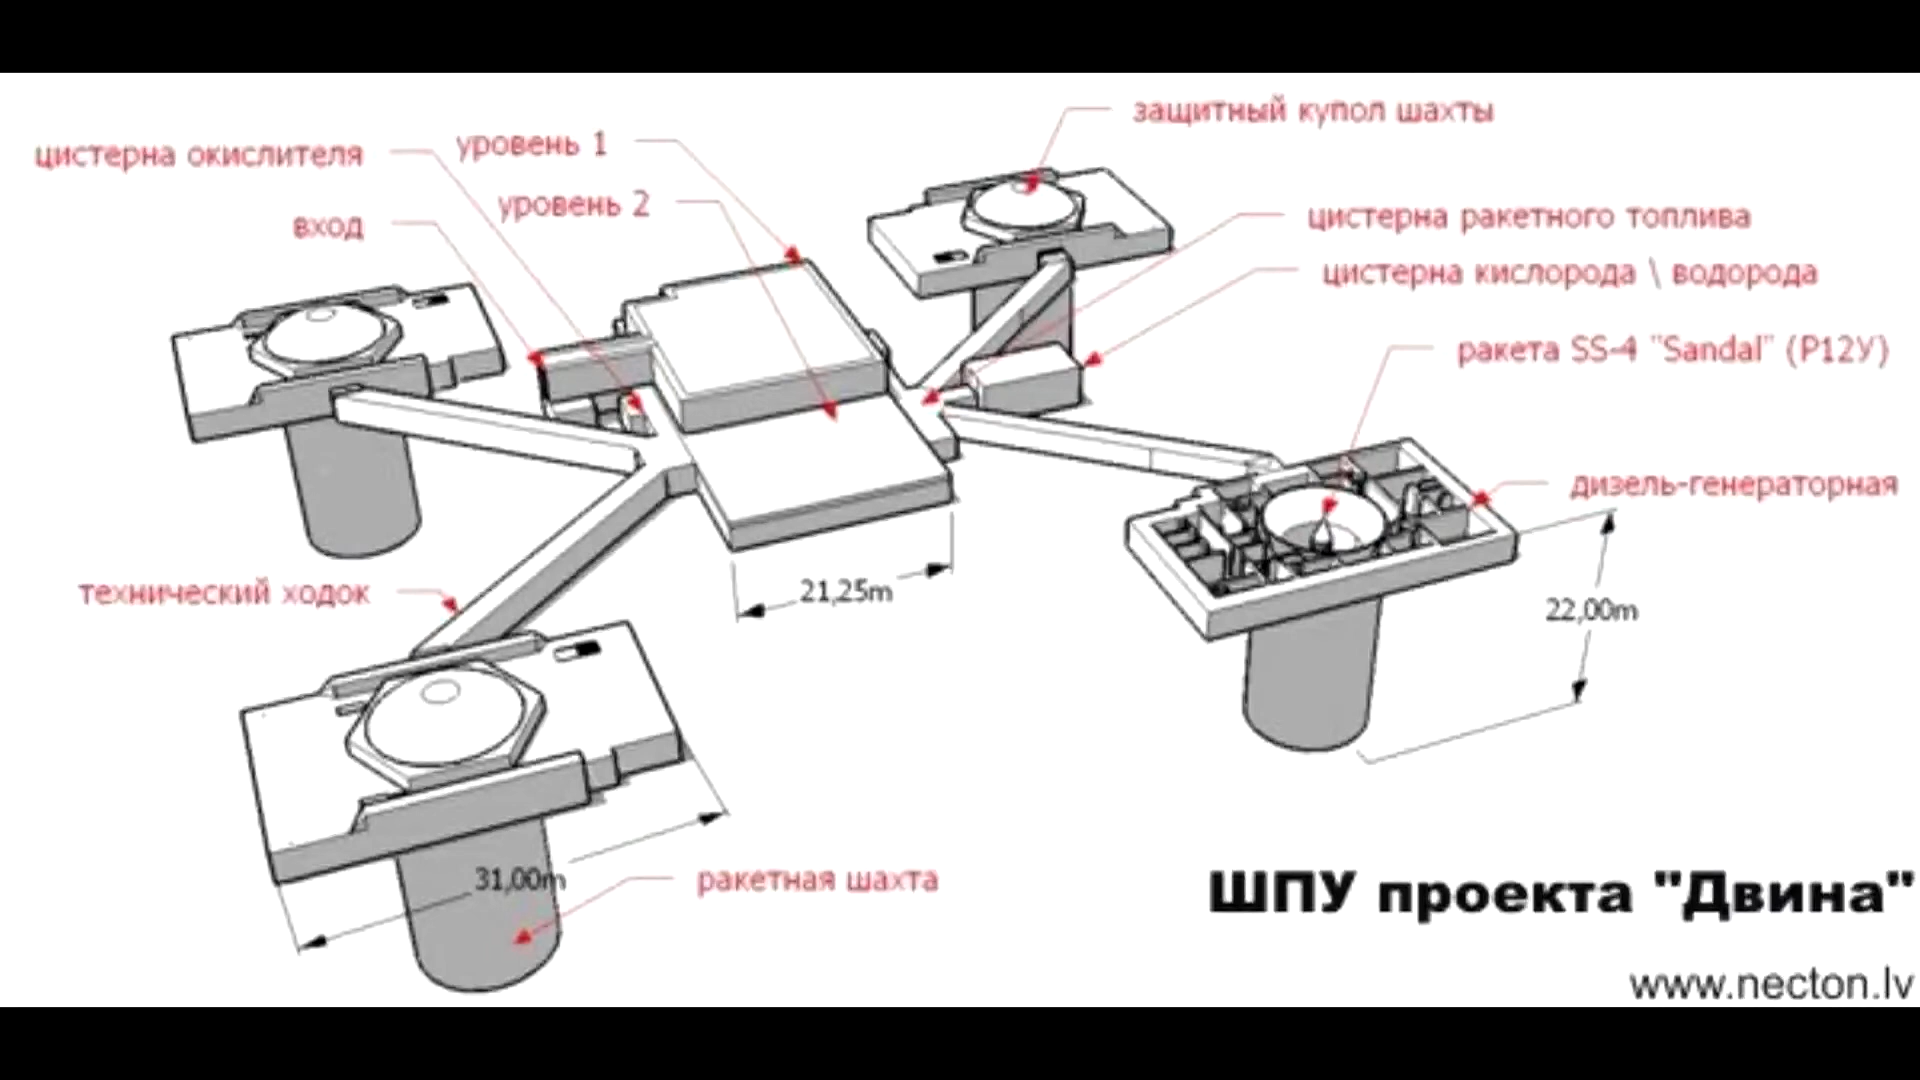 защитный купол шахты
цистерна окислителя
уровень 1
уровень 2
вход
цистерна ракетного топлива
цистерна кислорода \ водорода
ракета SS-4 "Sandal" (Р12У)
дизель-генераторная
технический ходок
21,25m
22,00m
31,00m
ракетная шахта
ШПУ проекта "Двина"
www.necton.lv